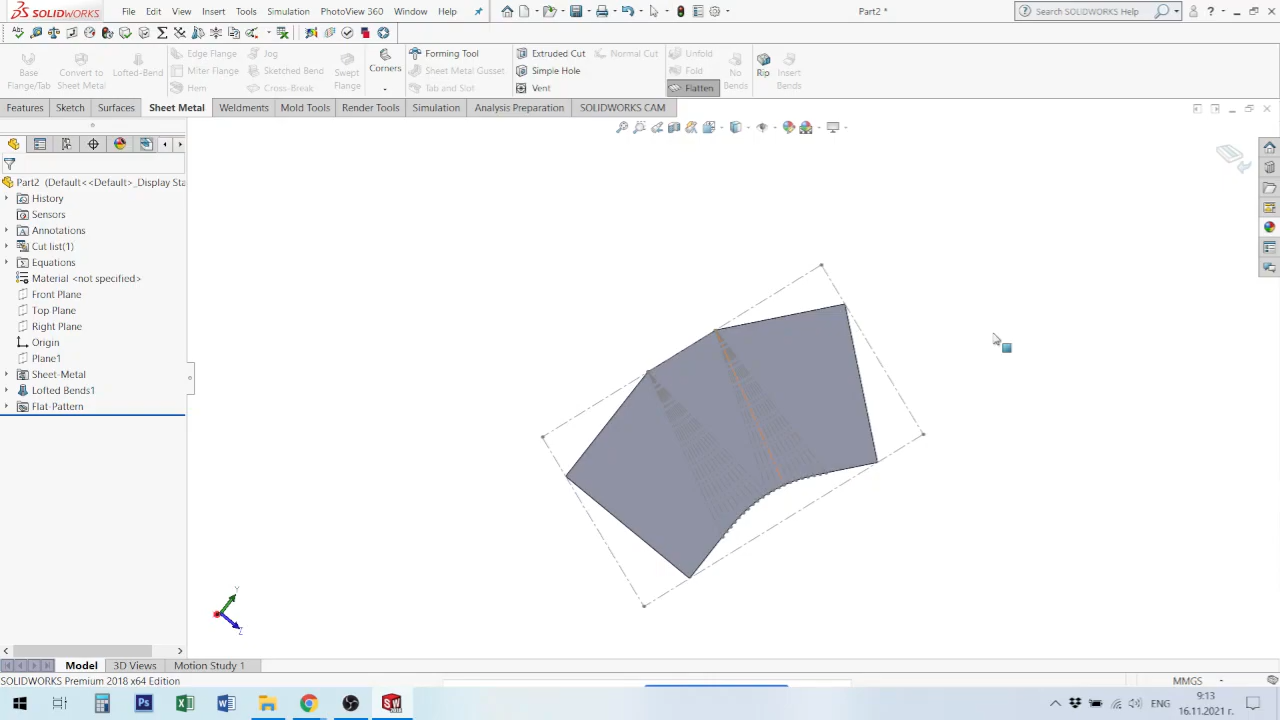 SOLIDWORKS File Edit View Insert Tools Simulation PhotoView 360 Window Help Part2 * Search SOLIDWORKS Help
Base Flange/Tab
Convert to Sheet Metal
Lofted-Bend
Edge Flange
Miter Flange
Hem
Jog
Sketched Bend
Cross-Break
Swept Flange
Corners
Forming Tool
Sheet Metal Gusset
Tab and Slot
Extruded Cut
Simple Hole
Vent
Normal Cut
Unfold
Fold
Flatten
No Bends
Rip
Insert Bends
Features Sketch Surfaces Sheet Metal Weldments Mold Tools Render Tools Simulation Analysis Preparation SOLIDWORKS CAM
Part2 (Default<<Default>_Display Sta
History
Sensors
Annotations
Cut list(1)
Equations
Material <not specified>
Front Plane
Top Plane
Right Plane
Origin
Plane1
Sheet-Metal
Lofted Bends1
Flat-Pattern
Y
Z
Model 3D Views Motion Study 1
SOLIDWORKS Premium 2018 x64 Edition MMGS
ENG 9:13
16.11.2021 г.